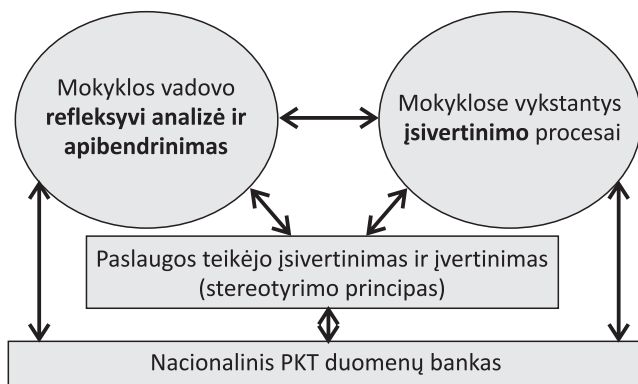 Mokyklos vadovo
refleksyvi analizė ir
apibendrinimas
Mokyklose vykstantys
įsivertinimo procesai
Paslaugos teikėjo įsivertinimas ir įvertinimas
(stereotyrimo principas)
Nacionalinis PKT duomenų bankas